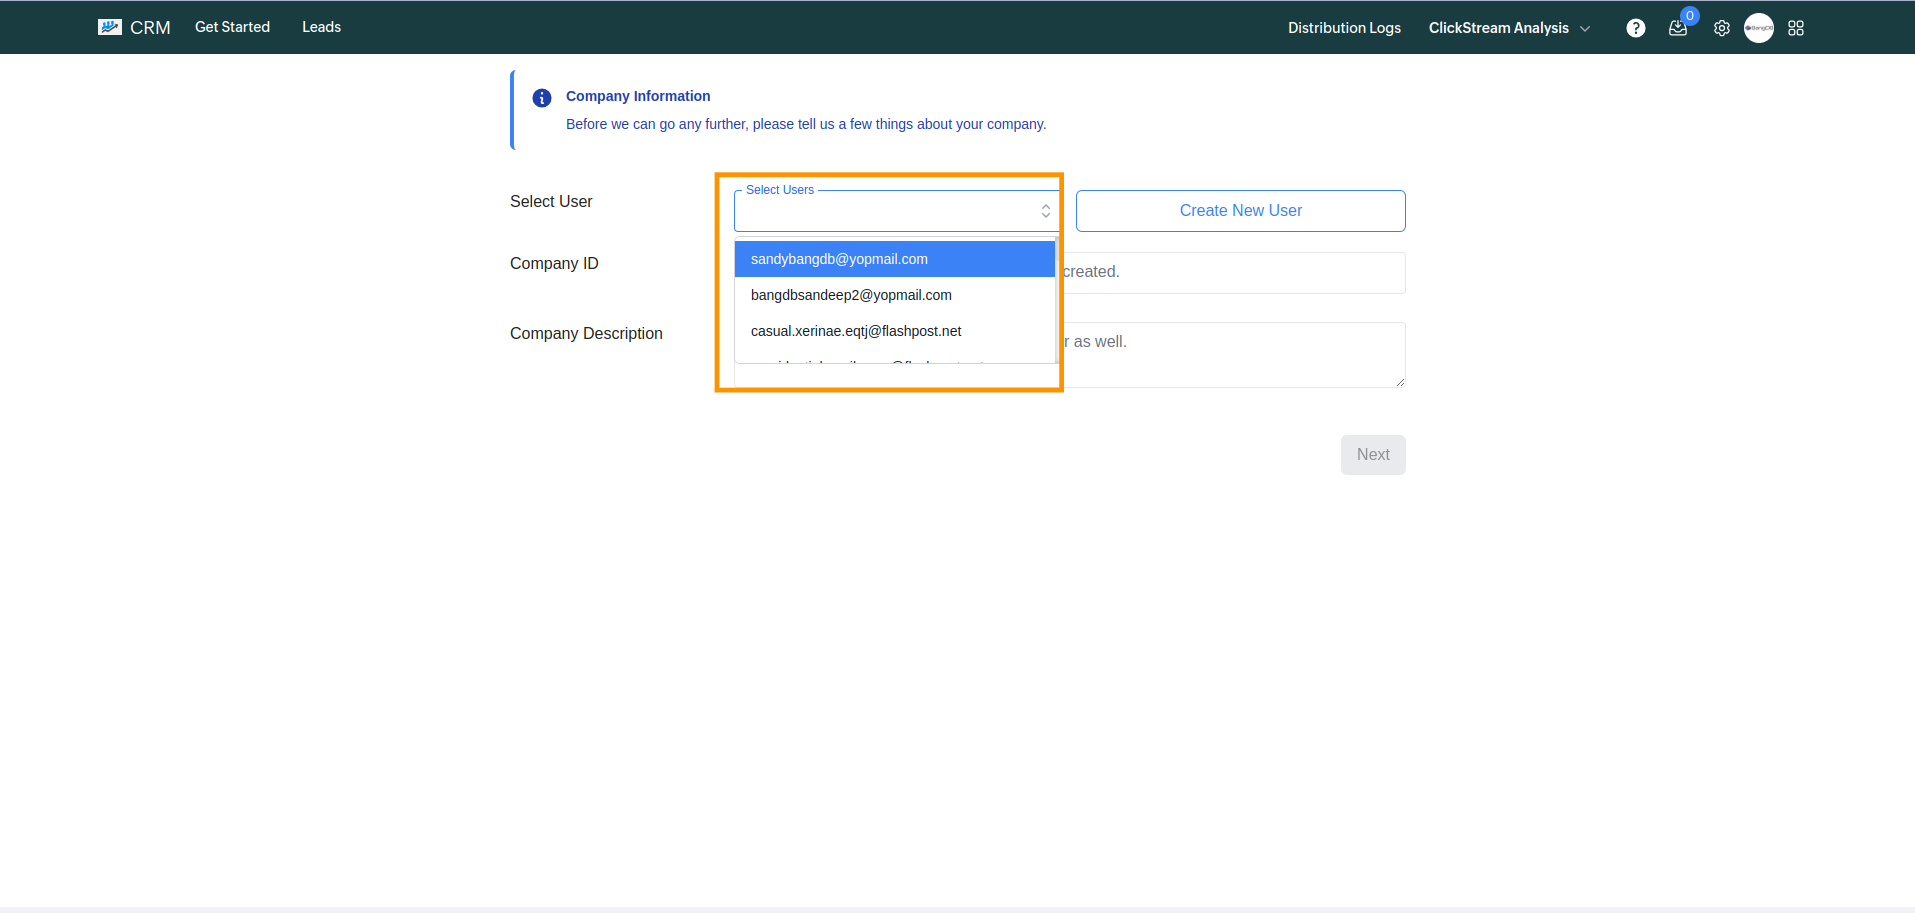 CRM
Get Started
Leads
Distribution Logs
ClickStream Analysis
0
BangDB
Company Information
Before we can go any further, please tell us a few things about your company.
Select User
Select Users
Create New User
sandybangdb@yopmail.com
Company ID
created.
bangdbsandeep2@yopmail.com
casual.xerinae.eqtj@flashpost.net
Company Description
r as well.
Next